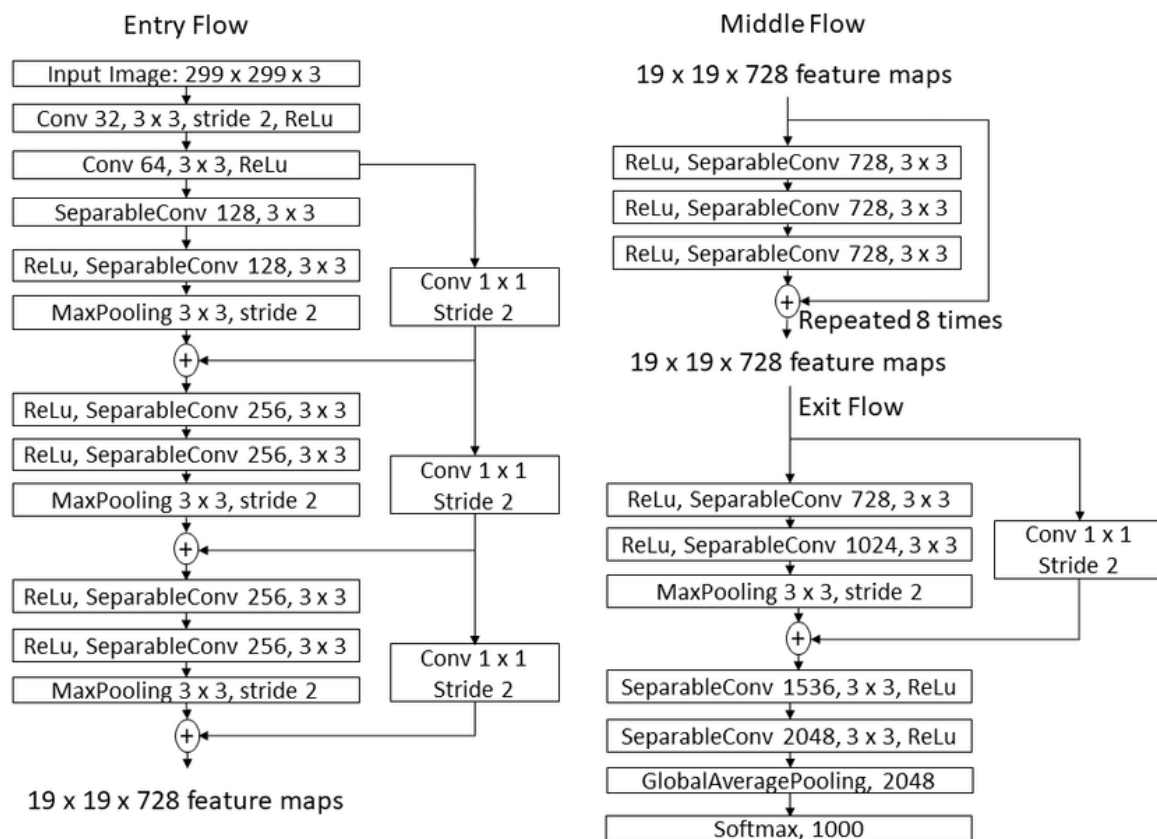 Entry Flow
Input Image: 299 x 299 x 3
Conv 32, 3 x 3, stride 2, ReLu
Conv 64, 3 x 3, ReLu
SeparableConv 128, 3 x 3
ReLu, SeparableConv 128, 3 x 3
MaxPooling 3 x 3, stride 2
Conv 1 x 1
Stride 2
+
ReLu, SeparableConv 256, 3 x 3
ReLu, SeparableConv 256, 3 x 3
MaxPooling 3 x 3, stride 2
Conv 1 x 1
Stride 2
+
ReLu, SeparableConv 256, 3 x 3
ReLu, SeparableConv 256, 3 x 3
MaxPooling 3 x 3, stride 2
Conv 1 x 1
Stride 2
+
19 x 19 x 728 feature maps
Middle Flow
19 x 19 x 728 feature maps
ReLu, SeparableConv 728, 3 x 3
ReLu, SeparableConv 728, 3 x 3
ReLu, SeparableConv 728, 3 x 3
+
Repeated 8 times
19 x 19 x 728 feature maps
Exit Flow
ReLu, SeparableConv 728, 3 x 3
ReLu, SeparableConv 1024, 3 x 3
MaxPooling 3 x 3, stride 2
Conv 1 x 1
Stride 2
+
SeparableConv 1536, 3 x 3, ReLu
SeparableConv 2048, 3 x 3, ReLu
GlobalAveragePooling, 2048
Softmax, 1000